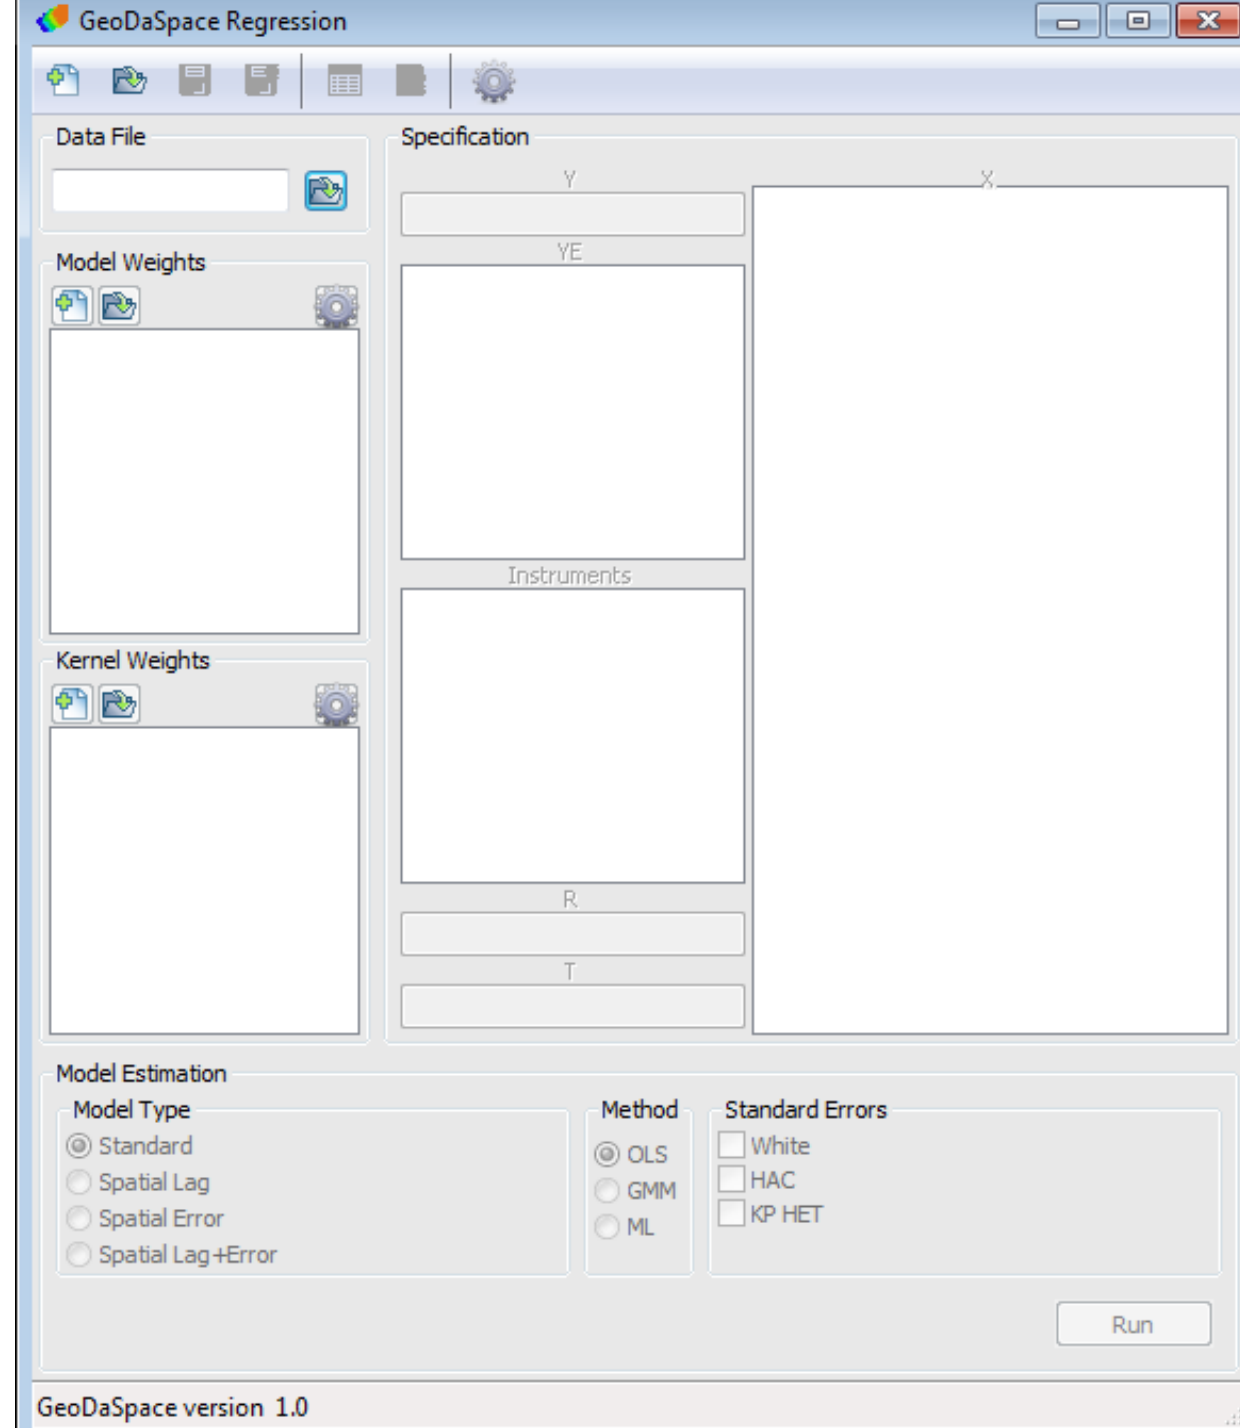 GeoDaSpace Regression
Data File
Specification
Y
X
YE
Model Weights
Instruments
Kernel Weights
R
T
Model Estimation
Model Type
Method
Standard Errors
Standard
OLS
White
Spatial Lag
GMM
HAC
Spatial Error
ML
KP HET
Spatial Lag+Error
Run
GeoDaSpace version 1.0